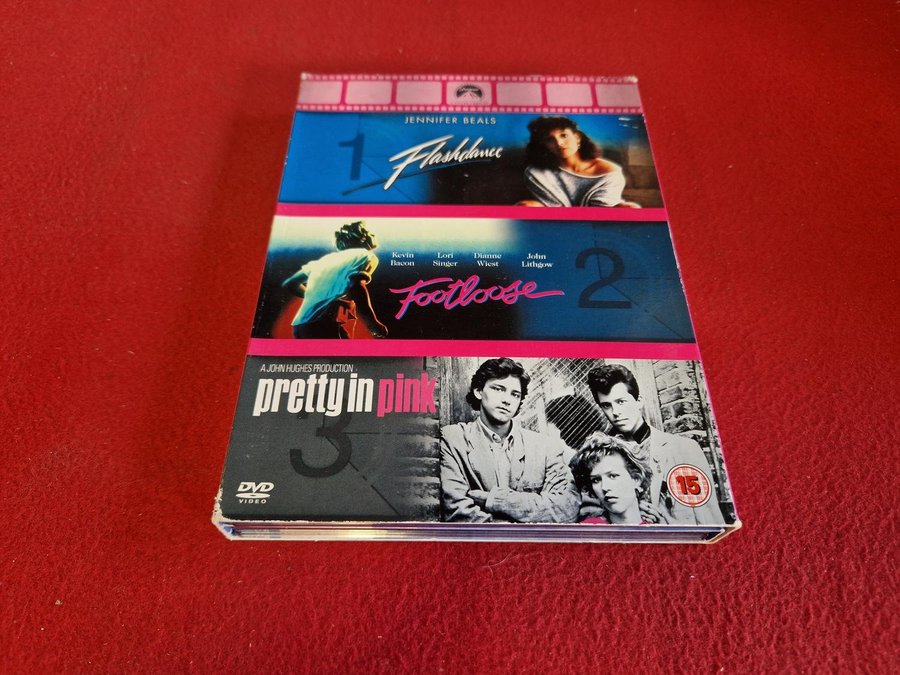 JENNIFER BEALS
1
Flashdance
Kevin Bacon Lori Singer Dianne Wiest John Lithgow
Footloose
2
A JOHN HUGHES PRODUCTION
pretty in pink
3
DVD
VIDEO
15